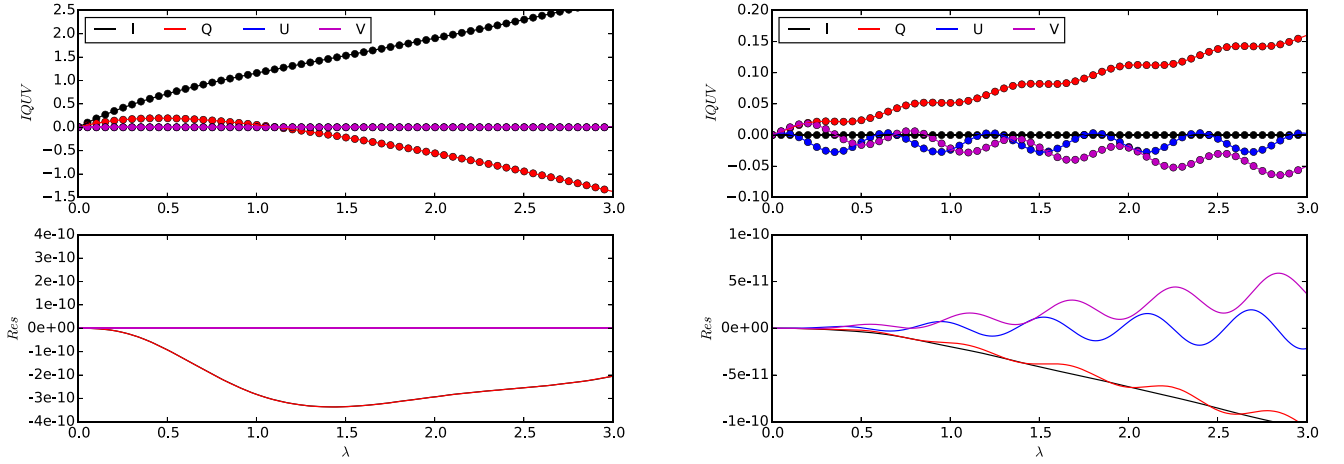 I Q U V
2.5
2.0
1.5
1.0
0.5
0.0
−0.5
−1.0
−1.5
IQUV
0.0 0.5 1.0 1.5 2.0 2.5 3.0
4e-10
3e-10
2e-10
1e-10
0e+00
-1e-10
-2e-10
-3e-10
-4e-10
Res
0.0 0.5 1.0 1.5 2.0 2.5 3.0
λ
I Q U V
0.20
0.15
0.10
0.05
0.00
−0.05
−0.10
IQUV
0.0 0.5 1.0 1.5 2.0 2.5 3.0
1e-10
5e-11
0e+00
-5e-11
-1e-10
Res
0.0 0.5 1.0 1.5 2.0 2.5 3.0
λ